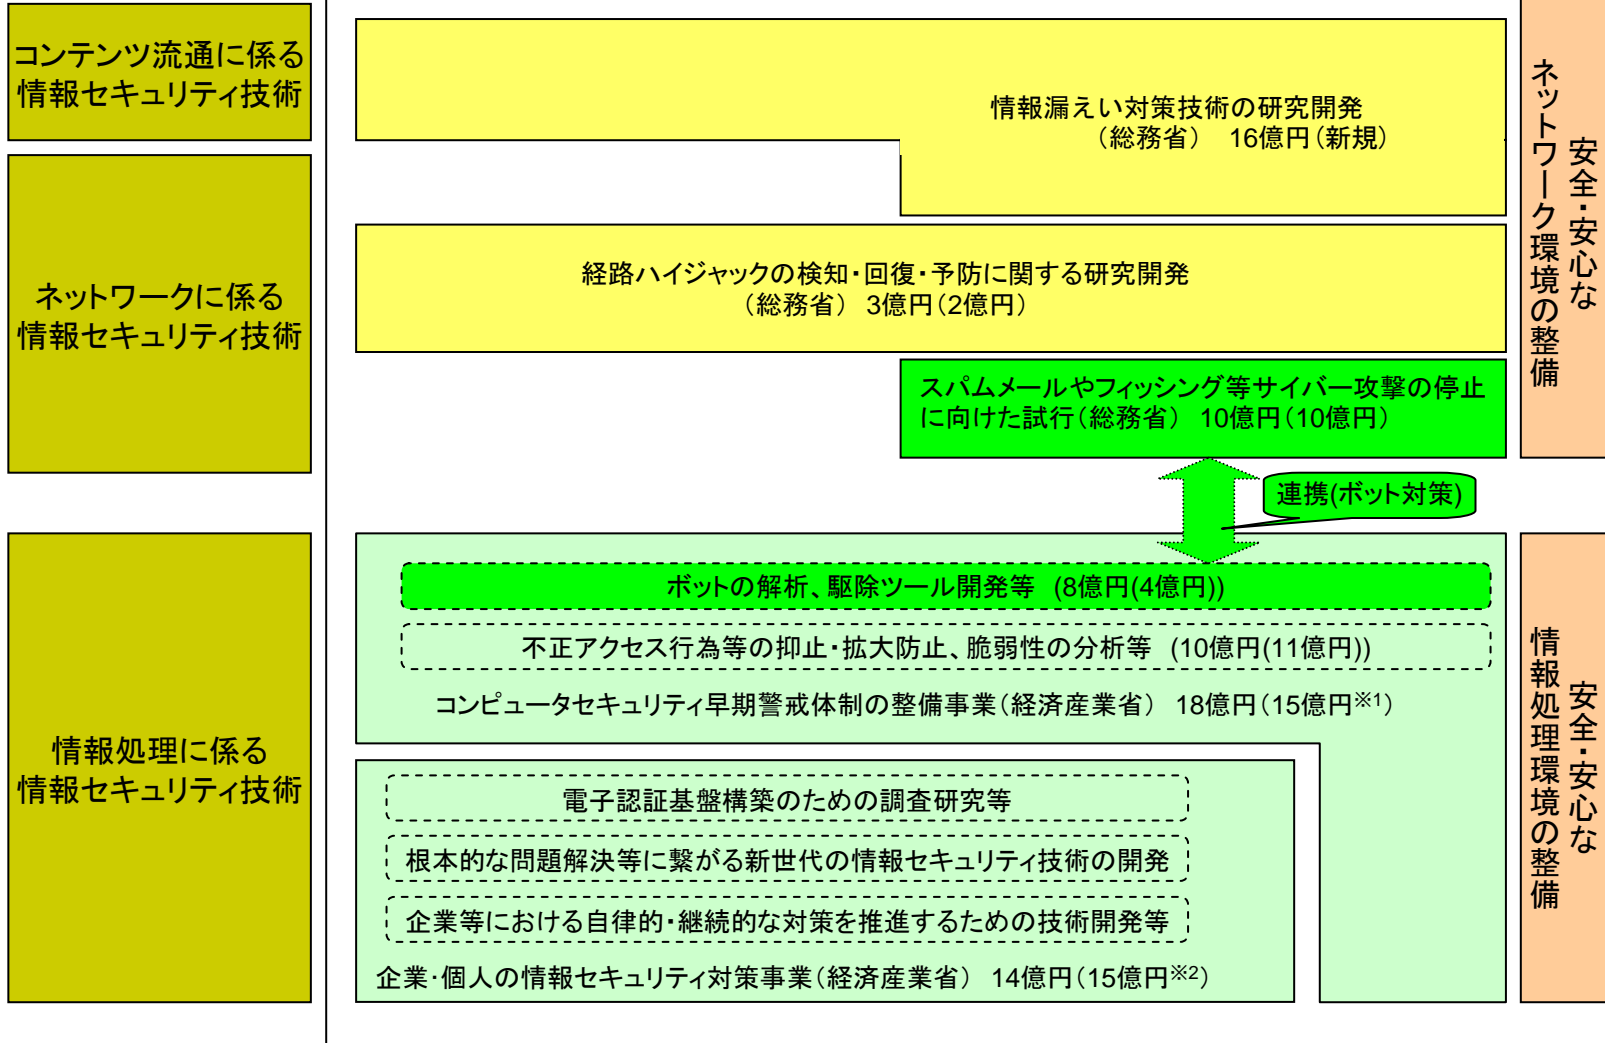 コンテンツ流通に係る
情報セキュリティ技術
情報漏えい対策技術の研究開発
（総務省） 16億円（新規）
ネットワークに係る
情報セキュリティ技術
経路ハイジャックの検知・回復・予防に関する研究開発
（総務省） 3億円（2億円）
スパムメールやフィッシング等サイバー攻撃の停止
に向けた試行（総務省） 10億円（10億円）
安全・安心な
ネットワーク環境の整備
連携(ボット対策)
情報処理に係る
情報セキュリティ技術
ボットの解析、駆除ツール開発等 (8億円(4億円))
不正アクセス行為等の抑止・拡大防止、脆弱性の分析等 (10億円(11億円))
コンピュータセキュリティ早期警戒体制の整備事業（経済産業省） 18億円（15億円※1）
電子認証基盤構築のための調査研究等
根本的な問題解決等に繋がる新世代の情報セキュリティ技術の開発
企業等における自律的・継続的な対策を推進するための技術開発等
企業・個人の情報セキュリティ対策事業（経済産業省） 14億円（15億円※2）
安全・安心な
情報処理環境の整備